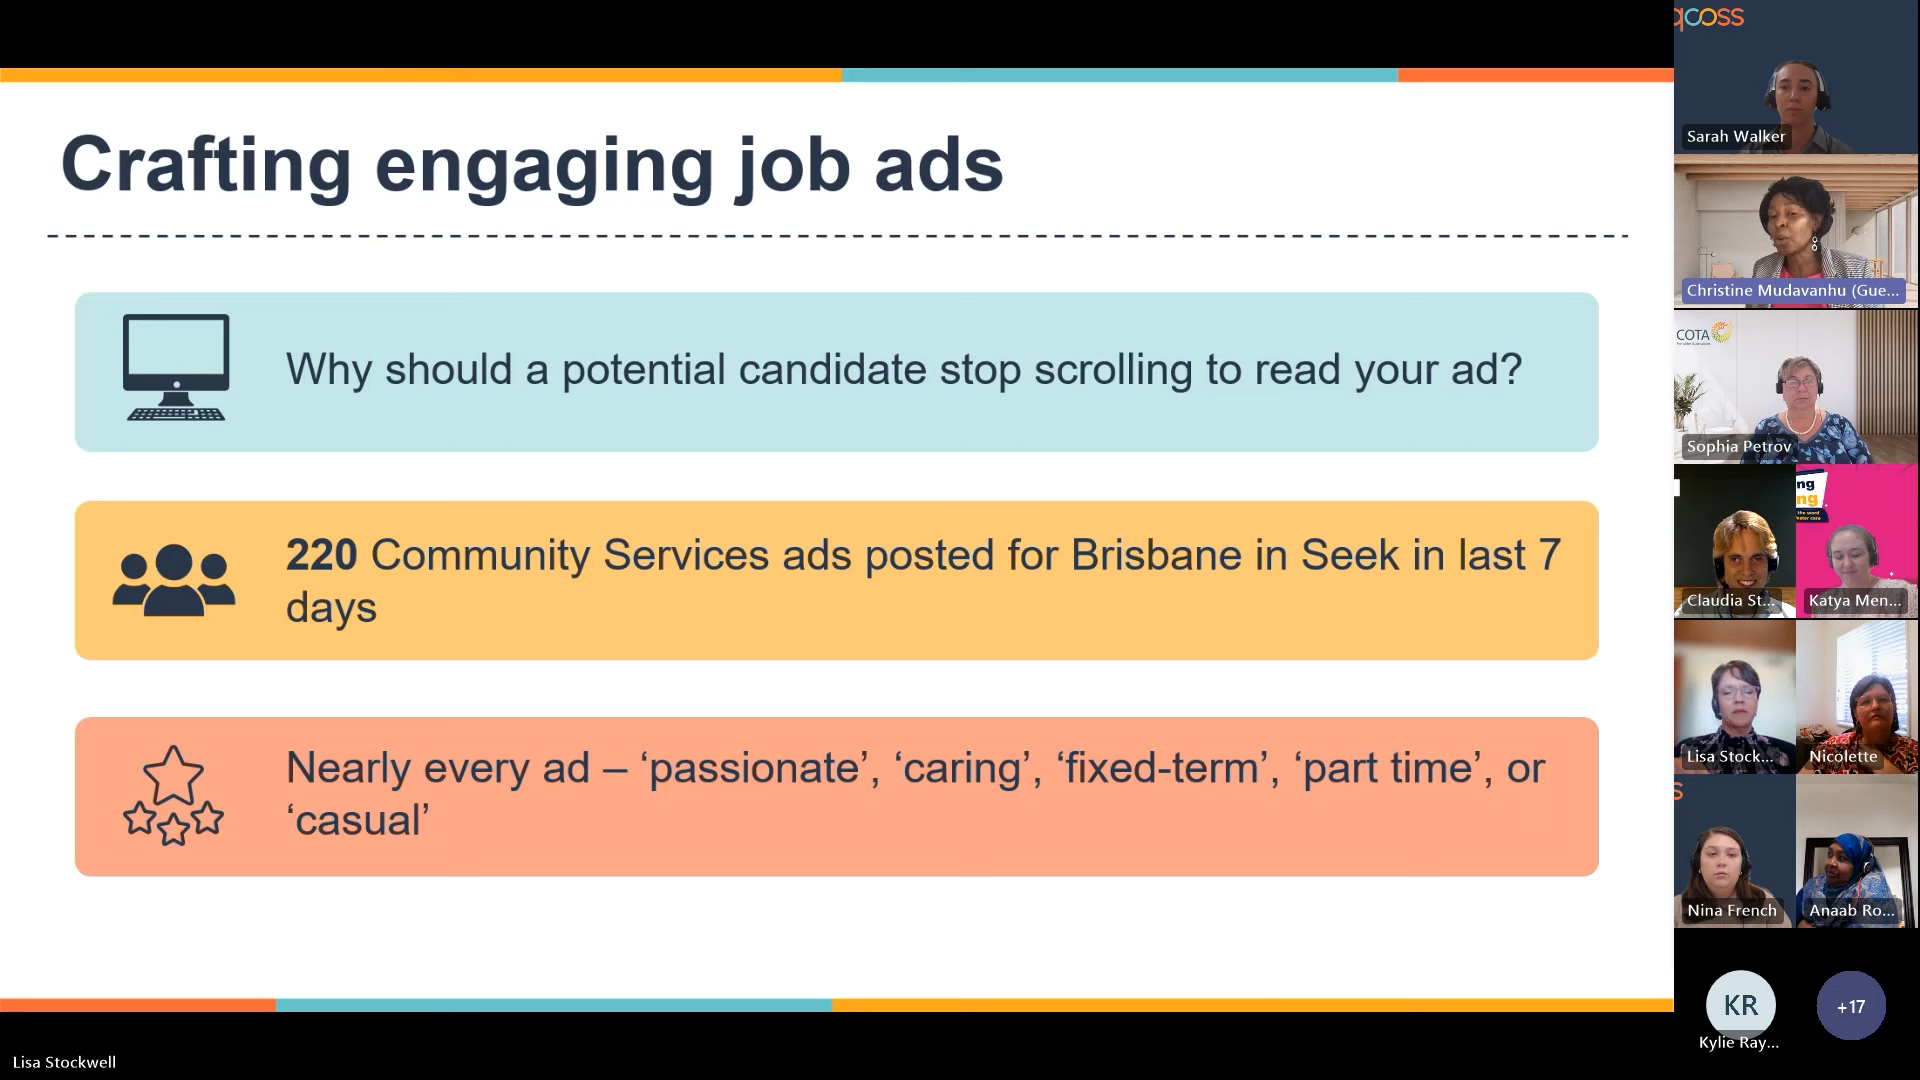 Crafting engaging job ads
Why should a potential candidate stop scrolling to read your ad?
220 Community Services ads posted for Brisbane in Seek in last 7
days
Nearly every ad – ‘passionate’, ‘caring’, ‘fixed-term’, ‘part time’, or
‘casual’
Lisa Stockwell
qcoss
Sarah Walker
Christine Mudavanhu (Gue...
COTA
Sophia Petrov
ng
ng
Claudia St...
Katya Men...
Lisa Stock...
Nicolette
s
Nina French
Anaab Ro...
KR
+17
Kylie Ray...